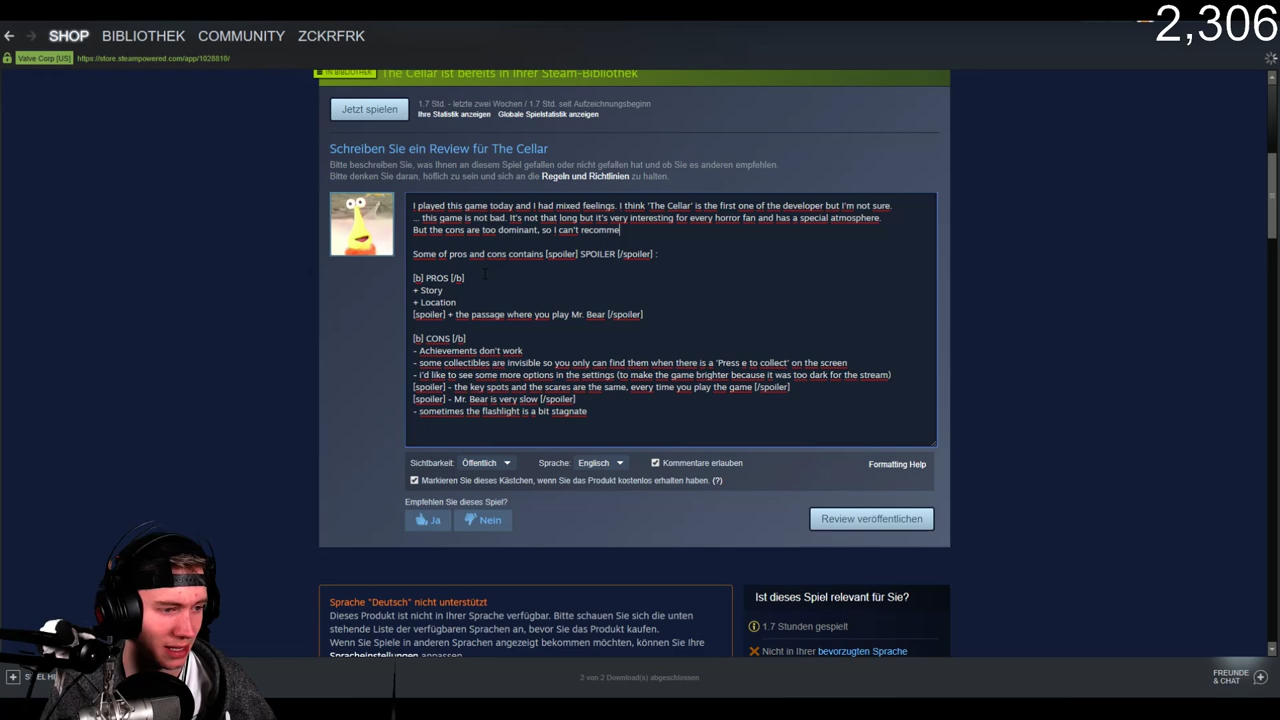 2,306
SHOP BIBLIOTHEK COMMUNITY ZCKRFRK
Valve Corp [US] https://store.steampowered.com/app/1028810/
IN BIBLIOTHEK The Cellar ist bereits in Ihrer Steam-Bibliothek
Jetzt spielen
1.7 Std. - letzte zwei Wochen / 1.7 Std. seit Aufzeichnungsbeginn
Ihre Statistik anzeigen Globale Spielstatistik anzeigen
Schreiben Sie ein Review für The Cellar
Bitte beschreiben Sie, was Ihnen an diesem Spiel gefallen oder nicht gefallen hat und ob Sie es anderen empfehlen.
Bitte denken Sie daran, höflich zu sein und sich an die Regeln und Richtlinien zu halten.
I played this game today and I had mixed feelings. I think 'The Cellar' is the first one of the developer but I'm not sure.
... this game is not bad. It's not that long but it's very interesting for every horror fan and has a special atmosphere.
But the cons are too dominant, so I can't recomme
Some of pros and cons contains [spoiler] SPOILER [/spoiler] :
[b] PROS [/b]
+ Story
+ Location
[spoiler] + the passage where you play Mr. Bear [/spoiler]
[b] CONS [/b]
- Achievements don't work
- some collectibles are invisible so you only can find them when there is a 'Press e to collect' on the screen
- i'd like to see some more options in the settings (to make the game brighter because it was too dark for the stream)
[spoiler] - the key spots and the scares are the same, every time you play the game [/spoiler]
[spoiler] - Mr. Bear is very slow [/spoiler]
- sometimes the flashlight is a bit stagnate
Sichtbarkeit: Öffentlich Sprache: Englisch Kommentare erlauben Formatting Help
Markieren Sie dieses Kästchen, wenn Sie das Produkt kostenlos erhalten haben. (?)
Empfehlen Sie dieses Spiel?
Ja Nein Review veröffentlichen
Sprache "Deutsch" nicht unterstützt
Dieses Produkt ist nicht in Ihrer Sprache verfügbar. Bitte schauen Sie sich die unten
stehende Liste der verfügbaren Sprachen an, bevor Sie das Produkt kaufen.
Wenn Sie Spiele in anderen Sprachen angezeigt bekommen möchten, können Sie Ihre
Spracheinstellungen anpassen.
Ist dieses Spiel relevant für Sie?
1.7 Stunden gespielt
Nicht in Ihrer bevorzugten Sprache
2 von 2 Download(s) abgeschlossen
FREUNDE
& CHAT